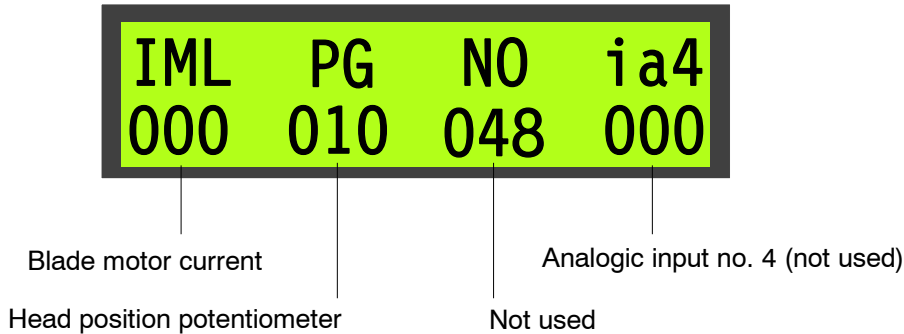 IML PG NO ia4
000 010 048 000
Blade motor current
Analogic input no. 4 (not used)
Head position potentiometer
Not used